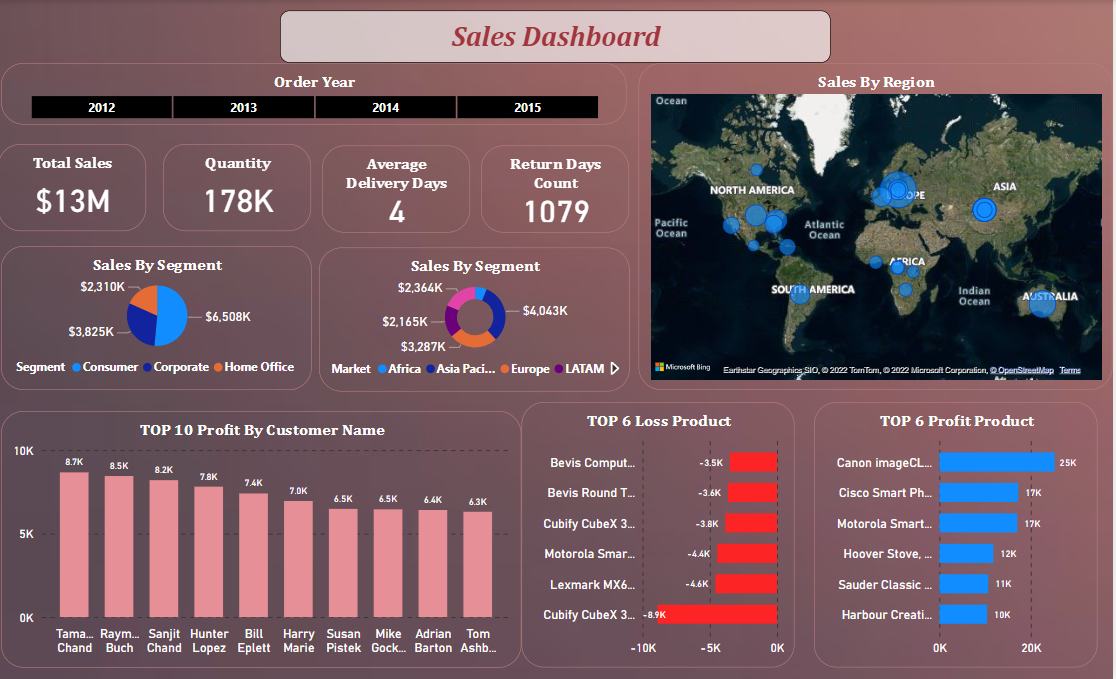 Sales Dashboard
Order Year
2012 2013 2014 2015
Total Sales
$13M
Quantity
178K
Average
Delivery Days
4
Return Days
Count
1079
Sales By Segment
$2,310K
$6,508K
$3,825K
Segment Consumer Corporate Home Office
Sales By Segment
$2,364K
$4,043K
$2,165K
$3,287K
Market Africa Asia Paci... Europe LATAM
Sales By Region
Ocean
NORTH AMERICA
OPE
ASIA
Pacific
Ocean
Atlantic
Ocean
AFRICA
SOUTH AMERICA
Indian
Ocean
AUSTRALIA
Microsoft Bing
Earthstar Geographics SIO, © 2022 TomTom, © 2022 Microsoft Corporation, © OpenStreetMap Terms
TOP 10 Profit By Customer Name
10K
5K
0K
8.7K 8.5K 8.2K 7.8K 7.4K 7.0K 6.5K 6.5K 6.4K 6.3K
Tama... Raym... Sanjit Hunter Bill Harry Susan Mike Adrian Tom
Chand Buch Chand Lopez Eplett Marie Pistek Gock... Barton Ashb...
TOP 6 Loss Product
Bevis Comput... -3.5K
Bevis Round T... -3.6K
Cubify CubeX 3... -3.8K
Motorola Smar... -4.4K
Lexmark MX6... -4.6K
Cubify CubeX 3... -8.9K
-10K -5K 0K
TOP 6 Profit Product
Canon imageCL... 25K
Cisco Smart Ph... 17K
Motorola Smart... 17K
Hoover Stove, ... 12K
Sauder Classic ... 11K
Harbour Creati... 10K
0K 20K